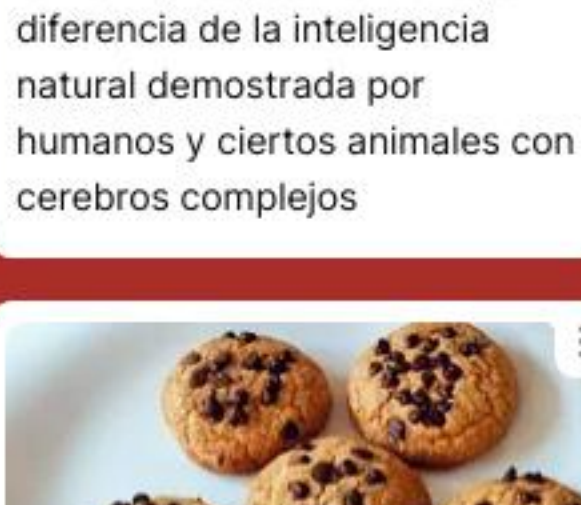 diferencia de la inteligencia
natural demostrada por
humanos y ciertos animales con
cerebros complejos